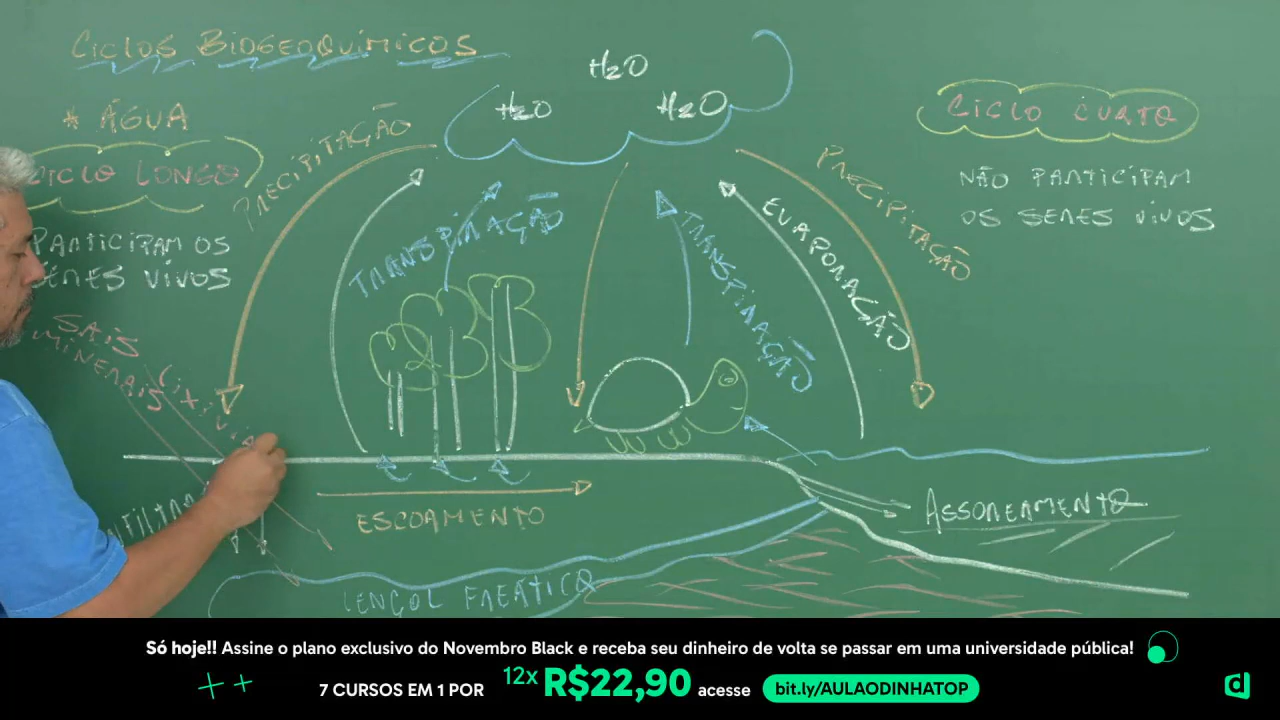 CICLOS BIOGEOQUÍMICOS
* ÁGUA
CICLO LONGO
PARTICIPAM OS
SERES VIVOS
SAIS
MINERAIS
PRECIPITAÇÃO
TRANSPIRAÇÃO
H2O
H2O
H2O
TRANSPIRAÇÃO
EVAPORAÇÃO
PRECIPITAÇÃO
CICLO CURTO
NÃO PARTICIPAM
OS SERES VIVOS
ESCOAMENTO
ASSOREAMENTO
LENÇOL FREÁTICO
Só hoje!! Assine o plano exclusivo do Novembro Black e receba seu dinheiro de volta se passar em uma universidade pública!
7 CURSOS EM 1 POR 12x R$22,90 acesse bit.ly/AULAODINHATOP
d